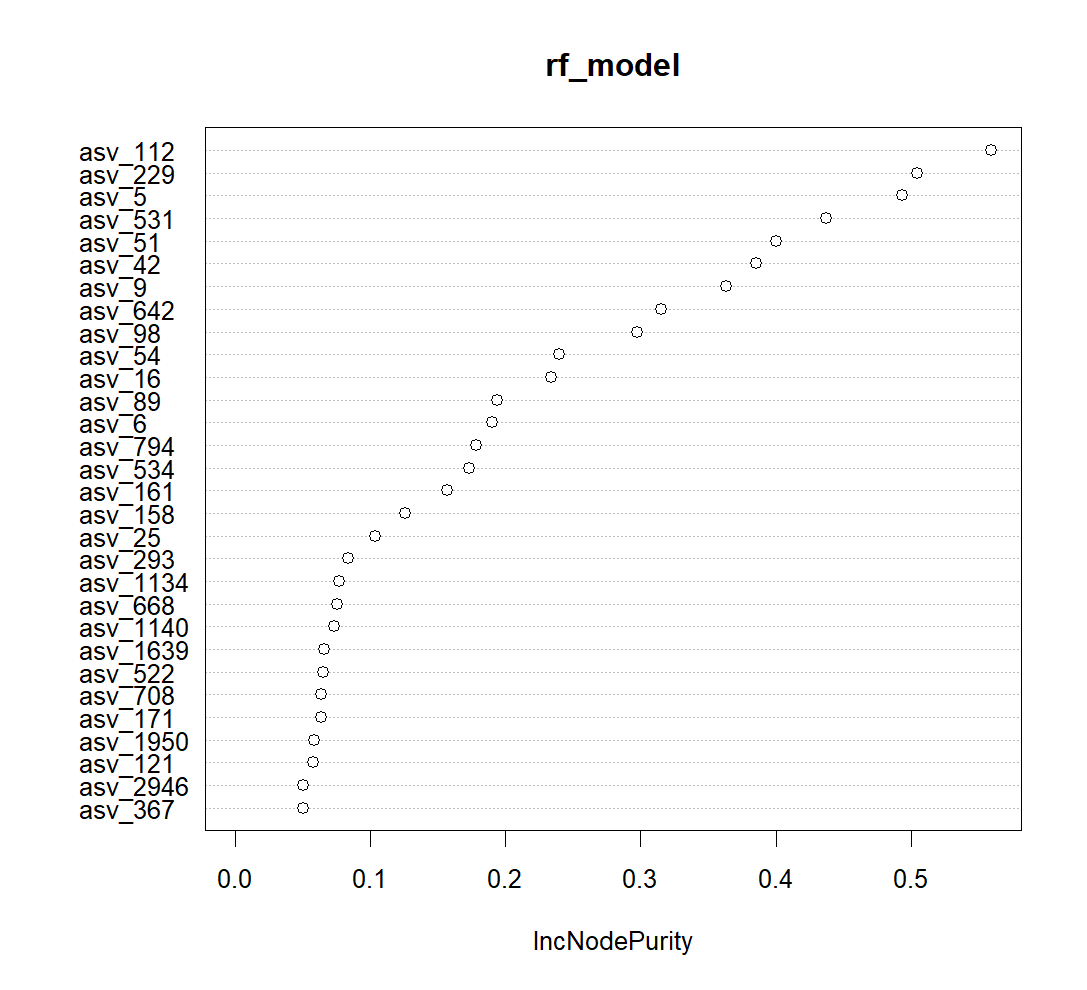 rf_model
asv_112
asv_229
asv_5
asv_531
asv_51
asv_42
asv_9
asv_642
asv_98
asv_54
asv_16
asv_89
asv_6
asv_794
asv_534
asv_161
asv_158
asv_25
asv_293
asv_1134
asv_668
asv_1140
asv_1639
asv_522
asv_708
asv_171
asv_1950
asv_121
asv_2946
asv_367
0.0 0.1 0.2 0.3 0.4 0.5
IncNodePurity